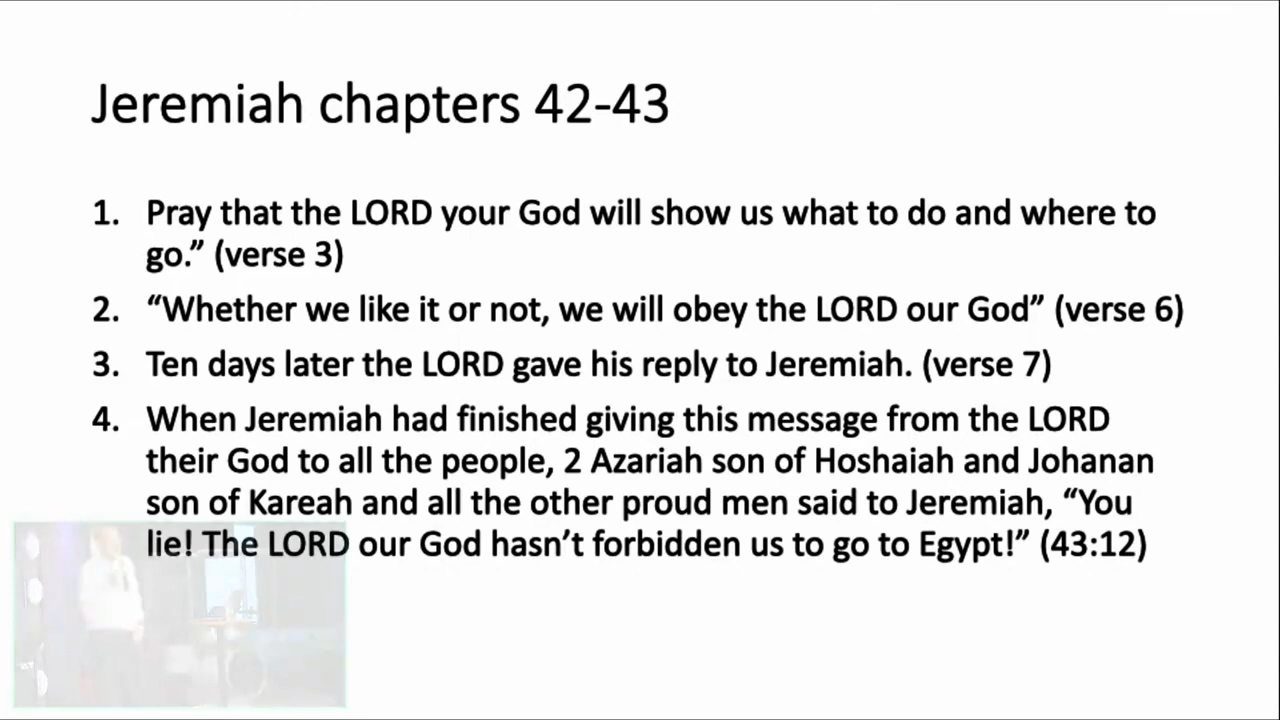 Jeremiah chapters 42-43
1. Pray that the LORD your God will show us what to do and where to
go.” (verse 3)
2. “Whether we like it or not, we will obey the LORD our God” (verse 6)
3. Ten days later the LORD gave his reply to Jeremiah. (verse 7)
4. When Jeremiah had finished giving this message from the LORD
their God to all the people, 2 Azariah son of Hoshaiah and Johanan
son of Kareah and all the other proud men said to Jeremiah, “You
lie! The LORD our God hasn’t forbidden us to go to Egypt!” (43:12)